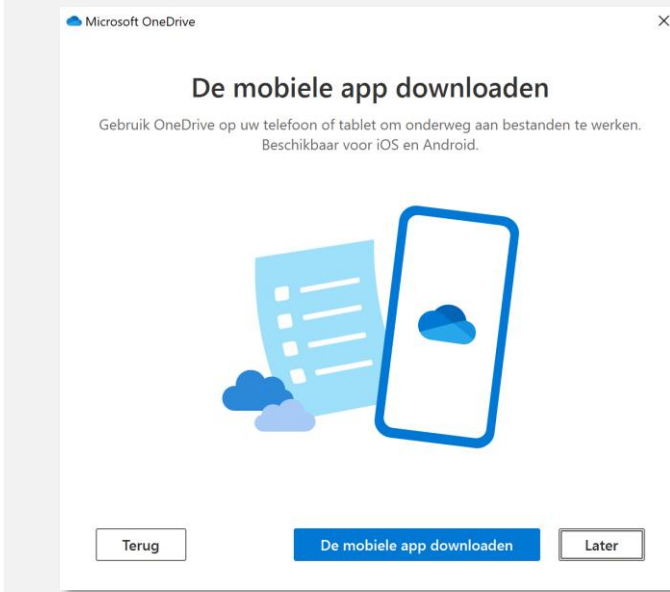 Microsoft OneDrive
De mobiele app downloaden
Gebruik OneDrive op uw telefoon of tablet om onderweg aan bestanden te werken.
Beschikbaar voor iOS en Android.
Terug
De mobiele app downloaden
Later